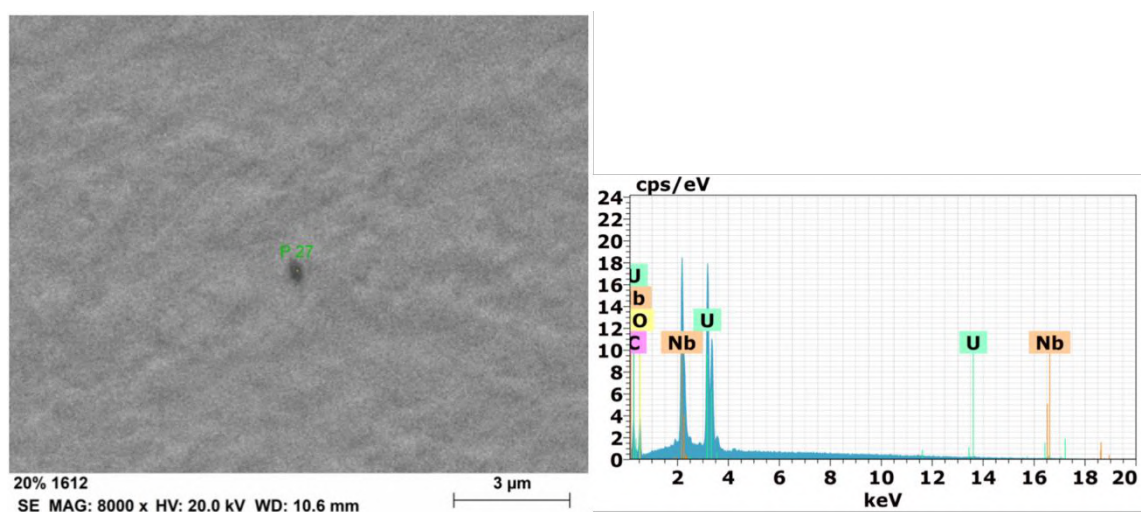 P 27
20% 1612
SE MAG: 8000 x HV: 20.0 kV WD: 10.6 mm
3 µm
cps/eV
24
22
20
18
16
14
12
10
8
6
4
2
0
U
b
O
C
Nb
U
U
Nb
2 4 6 8 10 12 14 16 18 20
keV